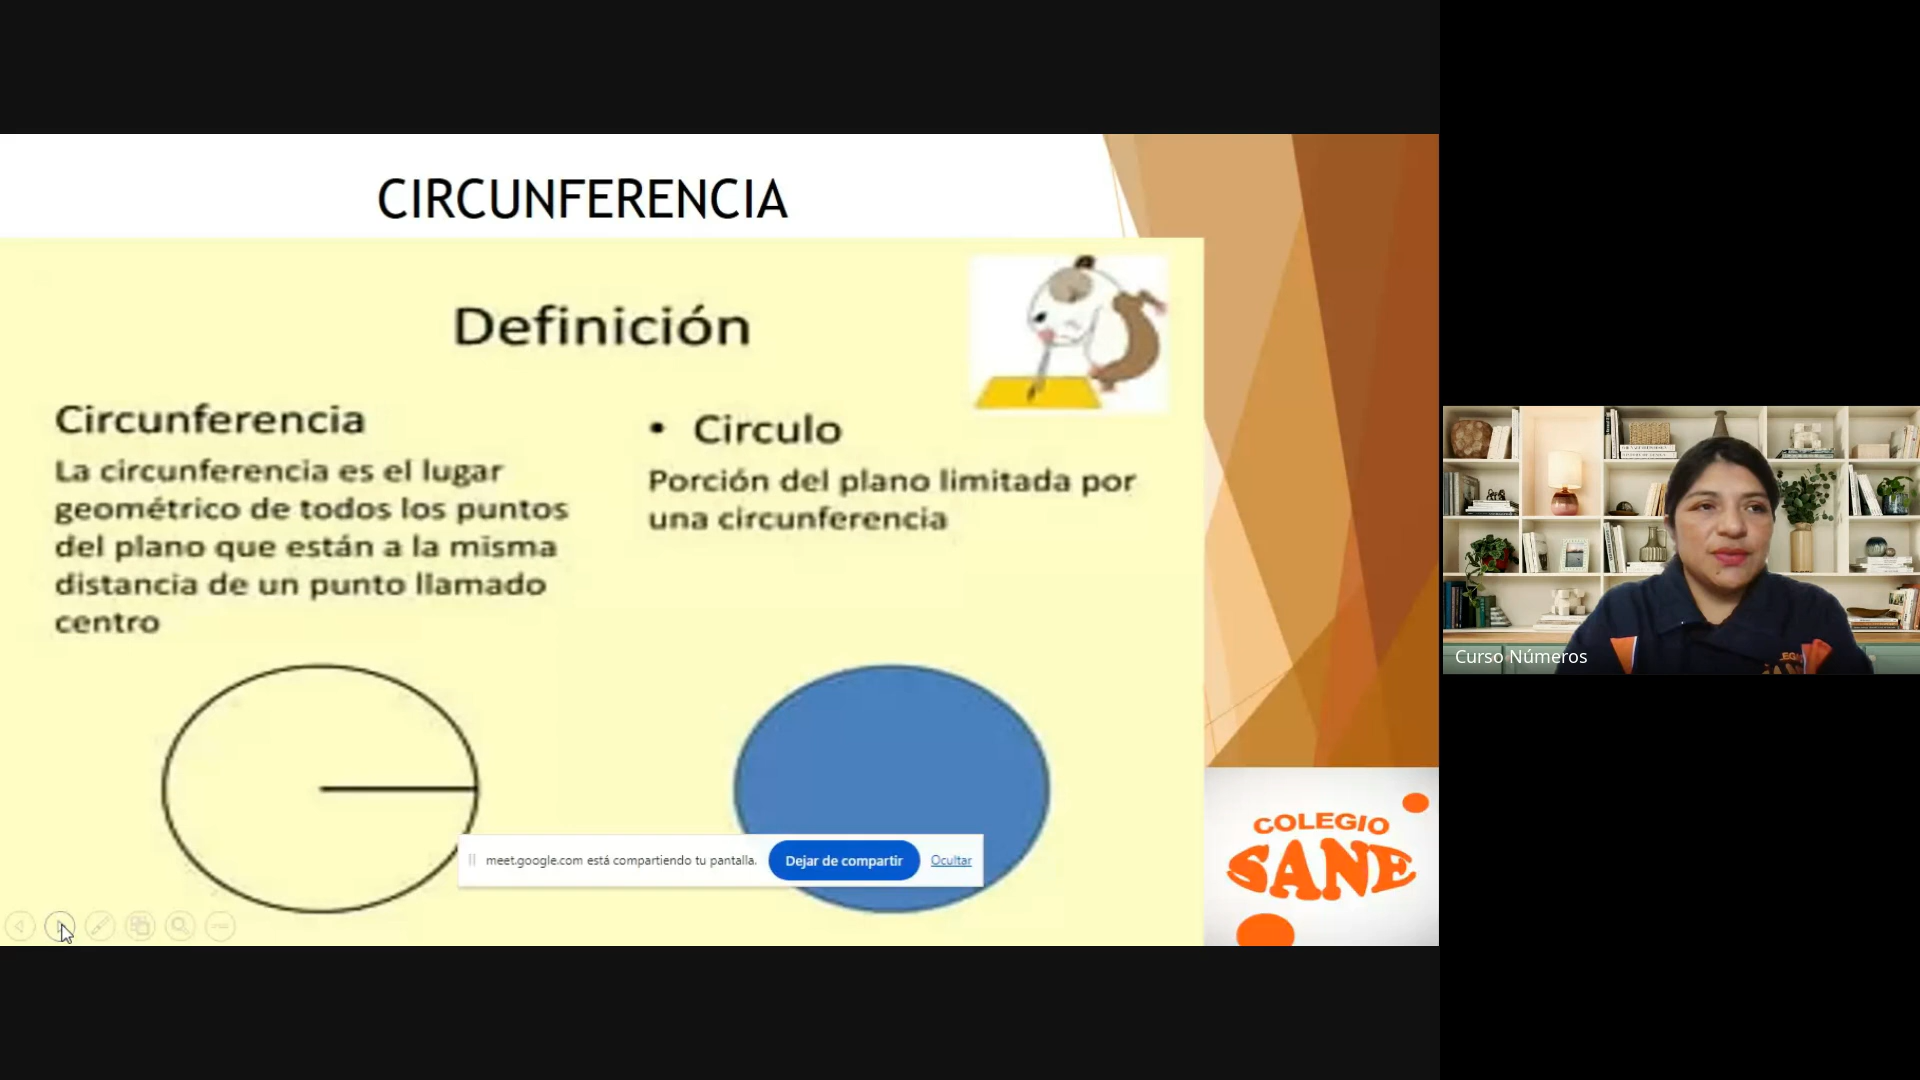 CIRCUNFERENCIA
Definición
Circunferencia
La circunferencia es el lugar
geométrico de todos los puntos
del plano que están a la misma
distancia de un punto llamado
centro
• Circulo
Porción del plano limitada por
una circunferencia
meet.google.com está compartiendo tu pantalla.
Dejar de compartir
Ocultar
COLEGIO
SANE
Curso Números